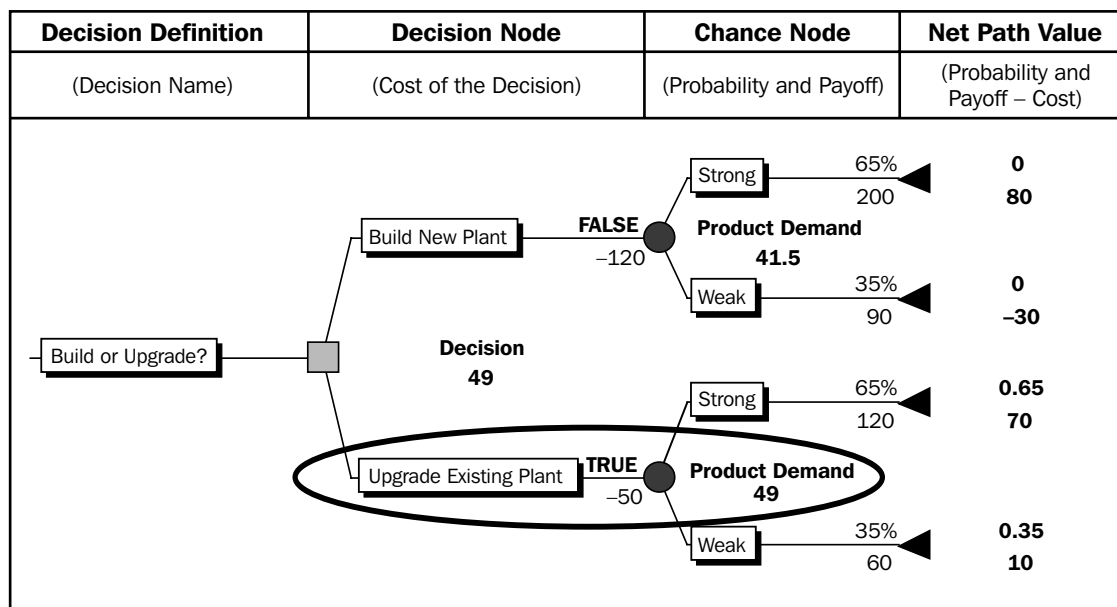 Decision Definition
Decision Node
Chance Node
Net Path Value
(Decision Name)
(Cost of the Decision)
(Probability and Payoff)
(Probability and
Payoff – Cost)
Build or Upgrade?
Decision
49
Build New Plant
FALSE
–120
Product Demand
41.5
Strong
65%
200
0
80
Weak
35%
90
0
–30
Upgrade Existing Plant
TRUE
–50
Product Demand
49
Strong
65%
120
0.65
70
Weak
35%
60
0.35
10